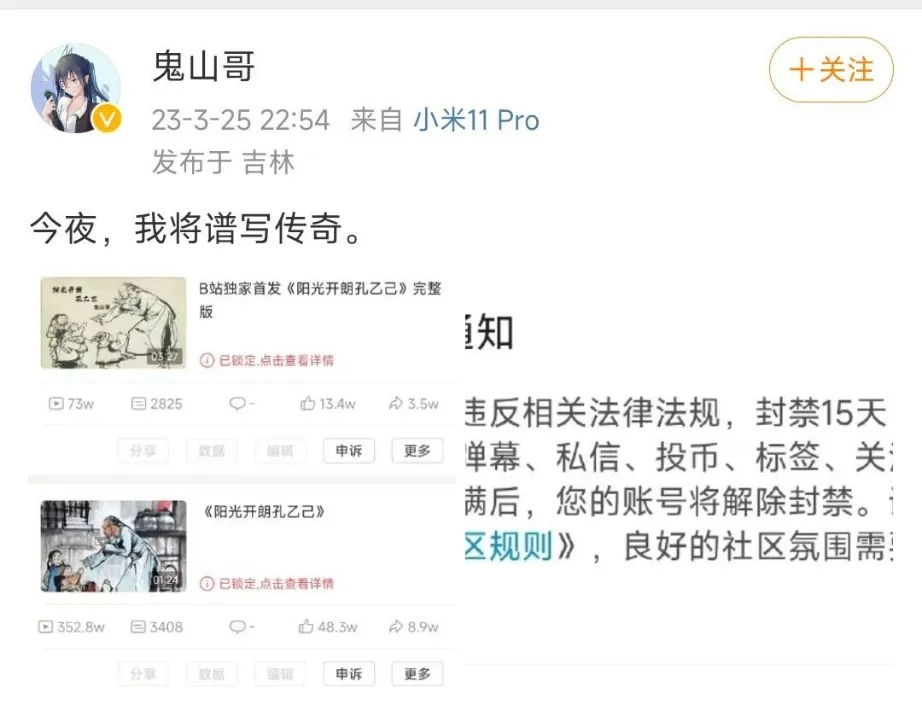 鬼山哥
+关注
23-3-25 22:54 来自 小米11 Pro
发布于 吉林
今夜，我将谱写传奇。
阳光开朗
孔乙己
鬼山哥
03:27
B站独家首发《阳光开朗孔乙己》完整
版
已锁定,点击查看详情
73w 2825 - 13.4w 3.5w
分享 数据 编辑 申诉 更多
01:24
《阳光开朗孔乙己》
已锁定,点击查看详情
352.8w 3408 - 48.3w 8.9w
分享 数据 编辑 申诉 更多
知
违反相关法律法规，封禁15天
弹幕、私信、投币、标签、关
满后，您的账号将解除封禁。
区规则》，良好的社区氛围需